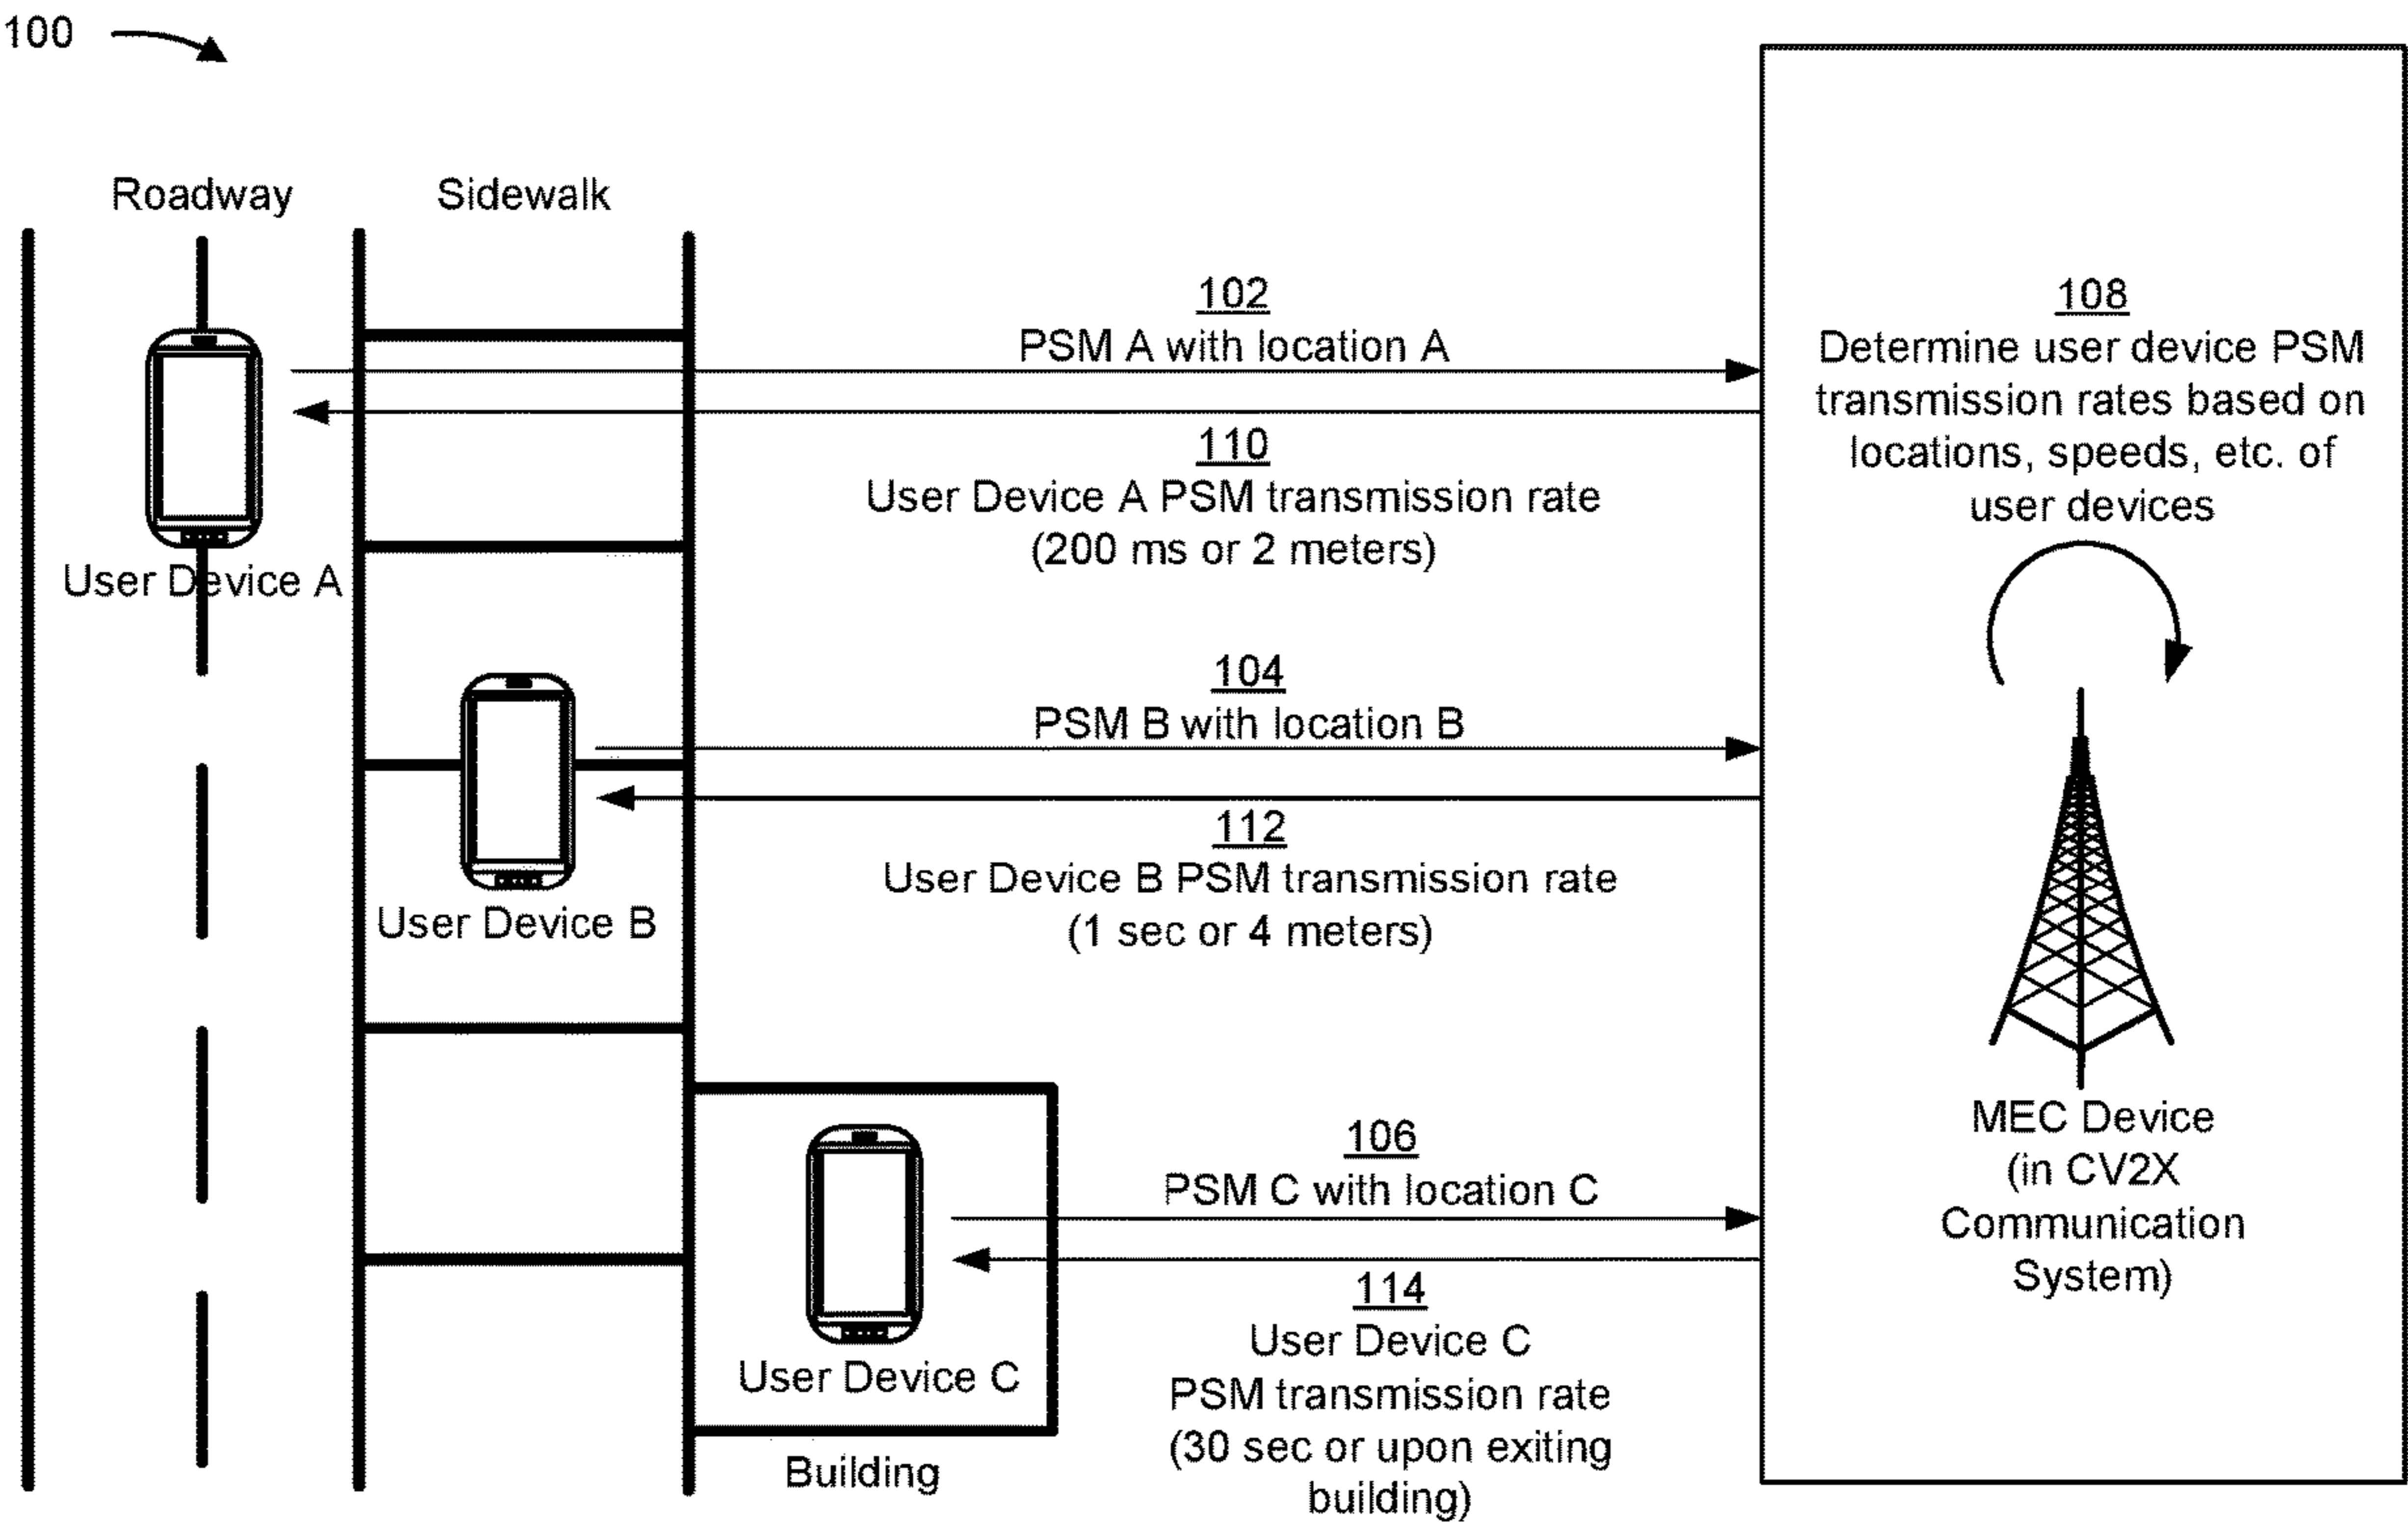 100
Roadway
Sidewalk
102
PSM A with location A
110
User Device A PSM transmission rate
(200 ms or 2 meters)
User Device A
104
PSM B with location B
112
User Device B PSM transmission rate
(1 sec or 4 meters)
User Device B
106
PSM C with location C
114
User Device C
PSM transmission rate
(30 sec or upon exiting
building)
User Device C
Building
108
Determine user device PSM
transmission rates based on
locations, speeds, etc. of
user devices
MEC Device
(in CV2X
Communication
System)